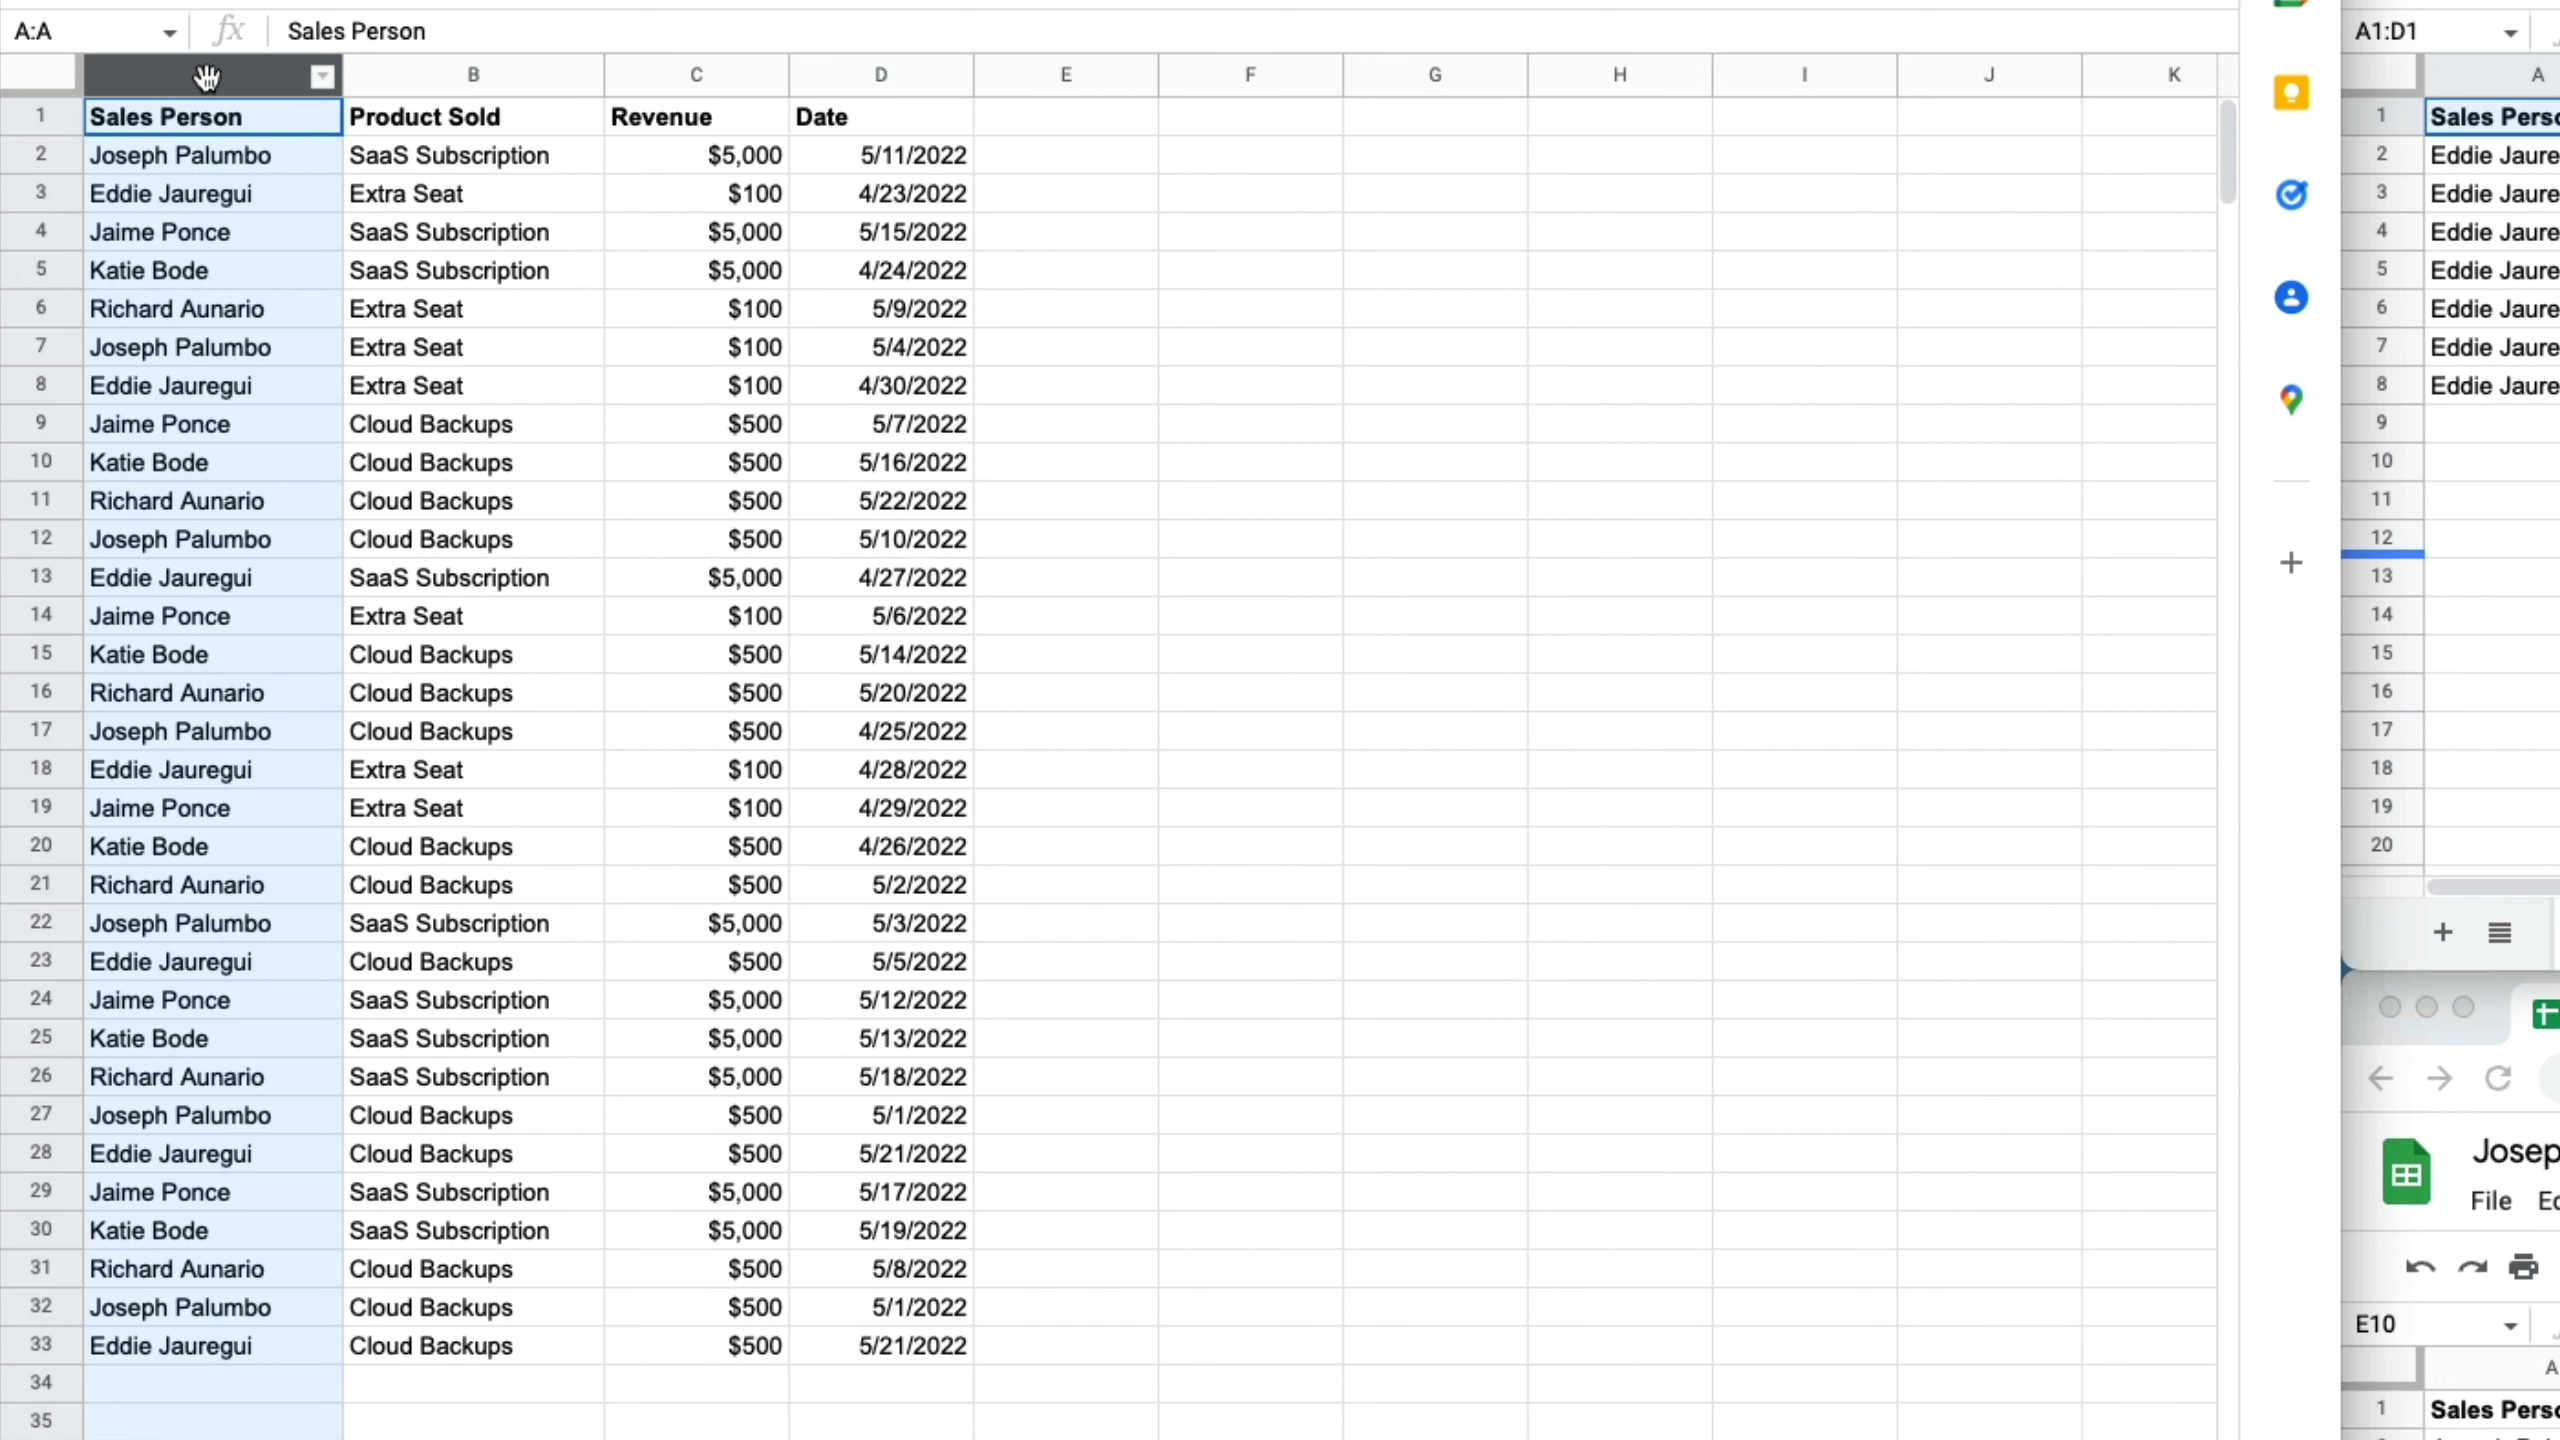 A:A Sales Person
B C D E F G H I J K
1 Sales Person Product Sold Revenue Date
2 Joseph Palumbo SaaS Subscription $5,000 5/11/2022
3 Eddie Jauregui Extra Seat $100 4/23/2022
4 Jaime Ponce SaaS Subscription $5,000 5/15/2022
5 Katie Bode SaaS Subscription $5,000 4/24/2022
6 Richard Aunario Extra Seat $100 5/9/2022
7 Joseph Palumbo Extra Seat $100 5/4/2022
8 Eddie Jauregui Extra Seat $100 4/30/2022
9 Jaime Ponce Cloud Backups $500 5/7/2022
10 Katie Bode Cloud Backups $500 5/16/2022
11 Richard Aunario Cloud Backups $500 5/22/2022
12 Joseph Palumbo Cloud Backups $500 5/10/2022
13 Eddie Jauregui SaaS Subscription $5,000 4/27/2022
14 Jaime Ponce Extra Seat $100 5/6/2022
15 Katie Bode Cloud Backups $500 5/14/2022
16 Richard Aunario Cloud Backups $500 5/20/2022
17 Joseph Palumbo Cloud Backups $500 4/25/2022
18 Eddie Jauregui Extra Seat $100 4/28/2022
19 Jaime Ponce Extra Seat $100 4/29/2022
20 Katie Bode Cloud Backups $500 4/26/2022
21 Richard Aunario Cloud Backups $500 5/2/2022
22 Joseph Palumbo SaaS Subscription $5,000 5/3/2022
23 Eddie Jauregui Cloud Backups $500 5/5/2022
24 Jaime Ponce SaaS Subscription $5,000 5/12/2022
25 Katie Bode SaaS Subscription $5,000 5/13/2022
26 Richard Aunario SaaS Subscription $5,000 5/18/2022
27 Joseph Palumbo Cloud Backups $500 5/1/2022
28 Eddie Jauregui Cloud Backups $500 5/21/2022
29 Jaime Ponce SaaS Subscription $5,000 5/17/2022
30 Katie Bode SaaS Subscription $5,000 5/19/2022
31 Richard Aunario Cloud Backups $500 5/8/2022
32 Joseph Palumbo Cloud Backups $500 5/1/2022
33 Eddie Jauregui Cloud Backups $500 5/21/2022
34
35
A1:D1
A
1 Sales Perso
2 Eddie Jaure
3 Eddie Jaure
4 Eddie Jaure
5 Eddie Jaure
6 Eddie Jaure
7 Eddie Jaure
8 Eddie Jaure
9
10
11
12
13
14
15
16
17
18
19
20
Josep
File Ed
E10
A
1 Sales Perso